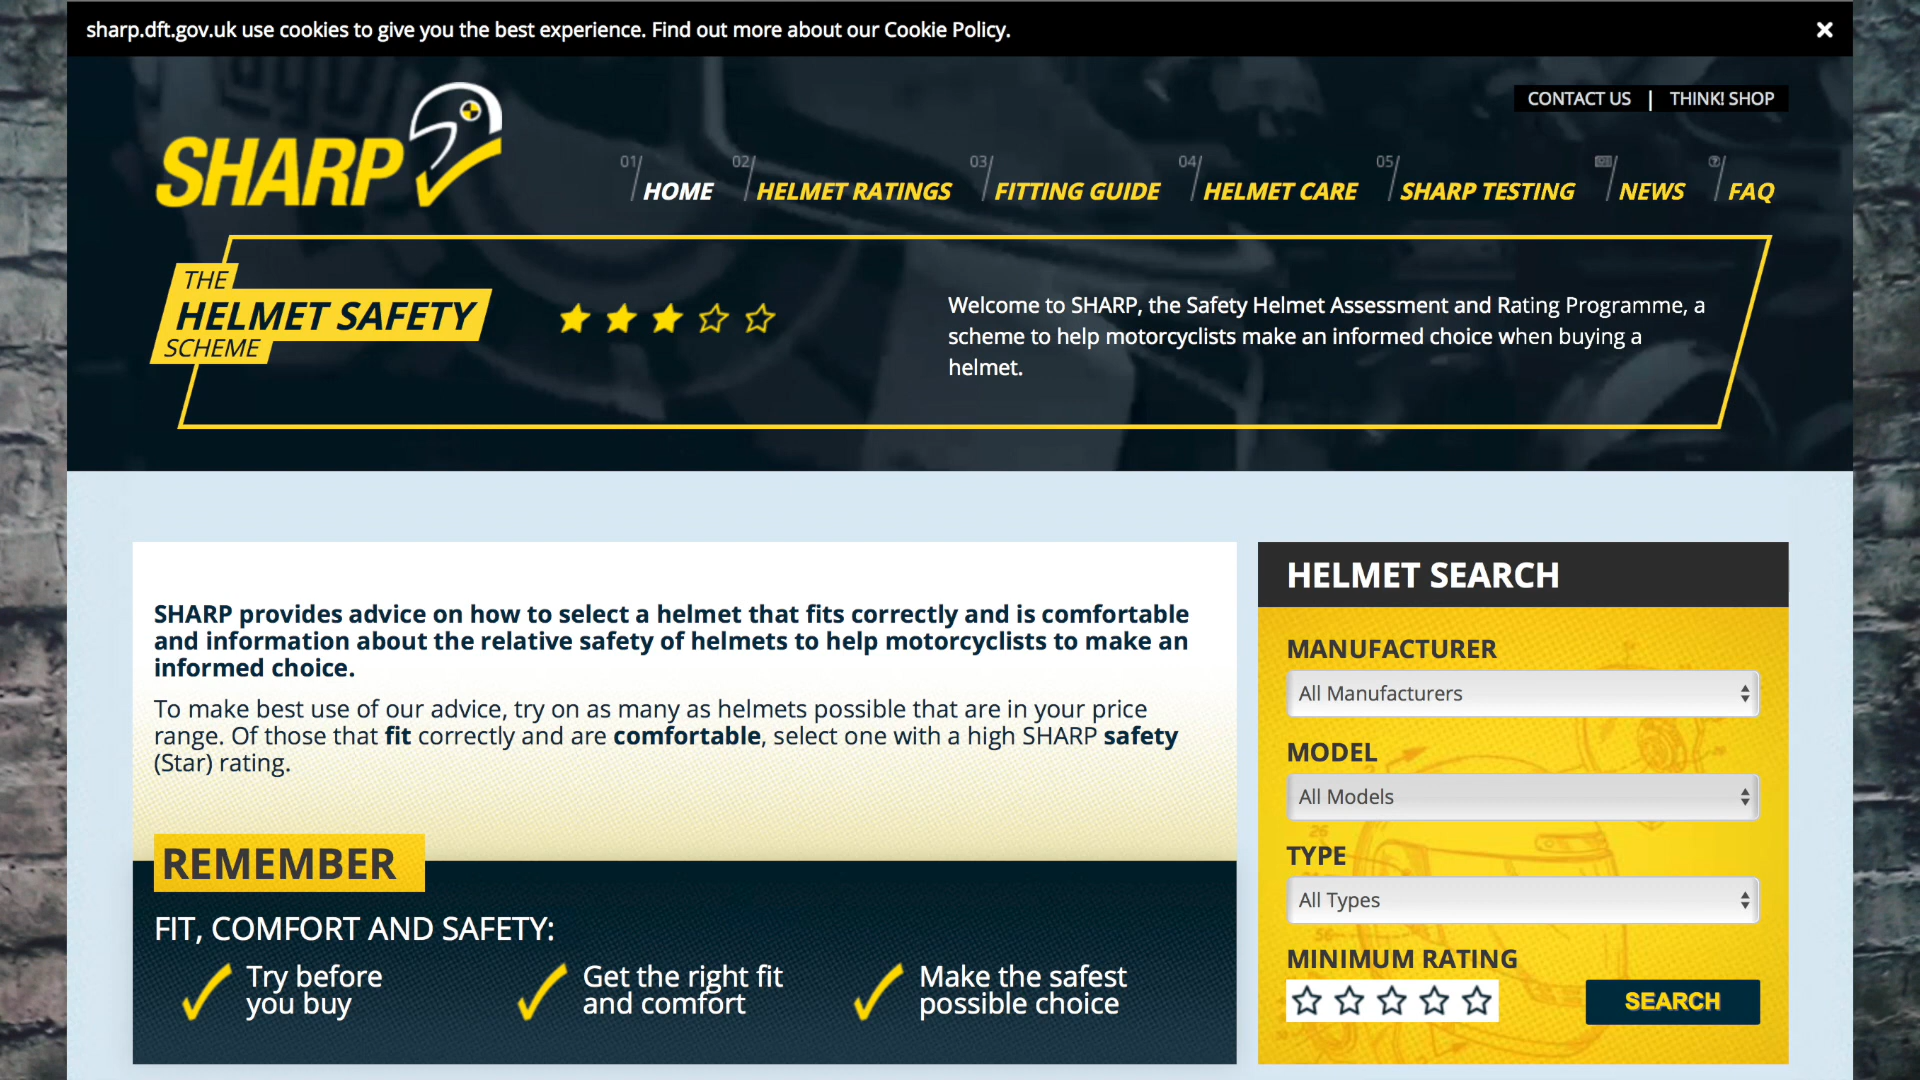 sharp.dft.gov.uk use cookies to give you the best experience. Find out more about our Cookie Policy.
CONTACT US | THINK! SHOP
SHARP
01/ HOME
02/ HELMET RATINGS
03/ FITTING GUIDE
04/ HELMET CARE
05/ SHARP TESTING
NEWS
FAQ
THE
HELMET SAFETY
SCHEME
Welcome to SHARP, the Safety Helmet Assessment and Rating Programme, a
scheme to help motorcyclists make an informed choice when buying a
helmet.
SHARP provides advice on how to select a helmet that fits correctly and is comfortable
and information about the relative safety of helmets to help motorcyclists to make an
informed choice.
To make best use of our advice, try on as many as helmets possible that are in your price
range. Of those that fit correctly and are comfortable, select one with a high SHARP safety
(Star) rating.
REMEMBER
FIT, COMFORT AND SAFETY:
Try before
you buy
Get the right fit
and comfort
Make the safest
possible choice
HELMET SEARCH
MANUFACTURER
All Manufacturers
MODEL
All Models
26
TYPE
All Types
56
MINIMUM RATING
SEARCH